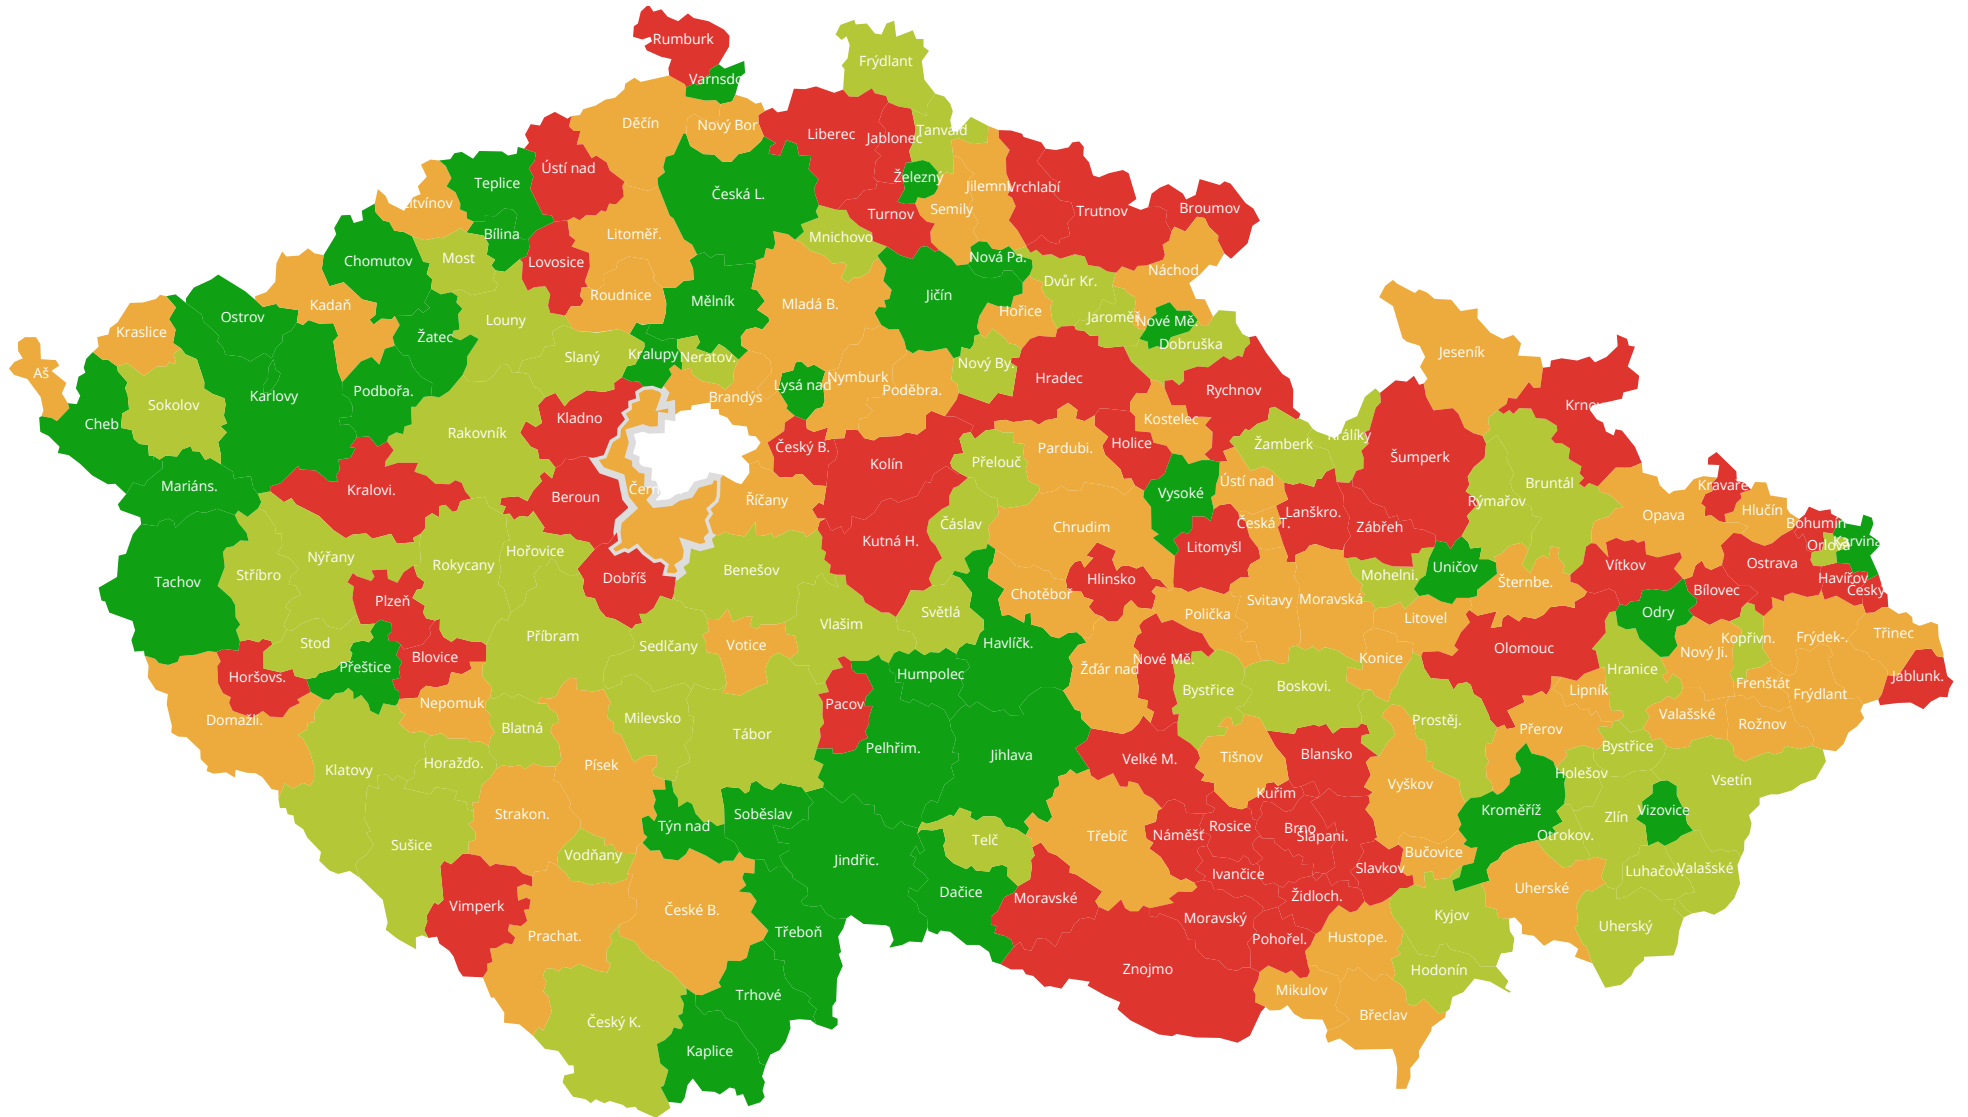 Rumburk
Frýdlant
Varnsdo
Děčín
Nový Bor
Liberec
Jablonec
Tanvald
Ústí nad
Teplice
Železný
Jilemni
Vrchlabí
Česká L.
Litvínov
Semily
Trutnov
Broumov
Turnov
Bílina
Litoměř.
Mnichovo
Most
Chomutov
Lovosice
Nová Pa.
Náchod
Dvůr Kr.
Roudnice
Mělník
Mladá B.
Jičín
Kadaň
Hořice
Ostrov
Louny
Jaroměř
Nové Mě.
Kraslice
Žatec
Dobruška
Slaný
Kralupy
Neratov.
Jeseník
Nový By.
Aš
Lysá nad
Nymburk
Hradec
Podbořa.
Poděbra.
Rychnov
Karlovy
Brandýs
Sokolov
Krnov
Kladno
Kostelec
Cheb
Rakovník
Králíky
Český B.
Pardubi.
Holice
Žamberk
Kolín
Přelouč
Šumperk
Mariáns.
Kralovi.
Čern
Ústí nad
Bruntál
Kravaře
Beroun
Říčany
Vysoké
Rýmařov
Hlučín
Lanškro.
Opava
Čáslav
Chrudim
Česká T.
Zábřeh
Bohumín
Kutná H.
Karviná
Litomyšl
Orlová
Hořovice
Nýřany
Rokycany
Stříbro
Benešov
Uničov
Vítkov
Ostrava
Tachov
Dobříš
Hlinsko
Mohelni.
Šternbe.
Havířov
Chotěboř
Bílovec
Český
Plzeň
Svitavy
Moravská
Světlá
Polička
Litovel
Odry
Vlašim
Příbram
Třinec
Stod
Votice
Sedlčany
Havlíčk.
Kopřivn.
Frýdek-.
Olomouc
Nový Ji.
Blovice
Přeštice
Žďár nad
Nové Mě.
Konice
Hranice
Horšovs.
Humpolec
Jablunk.
Bystřice
Boskovi.
Lipník
Frenštát
Frýdlant
Nepomuk
Pacov
Domažli.
Milevsko
Prostěj.
Valašské
Rožnov
Blatná
Tábor
Přerov
Pelhřim.
Bystřice
Jihlava
Velké M.
Tišnov
Blansko
Klatovy
Horažďo.
Písek
Holešov
Vsetín
Vyškov
Kuřim
Strakon.
Soběslav
Kroměříž
Vizovice
Zlín
Týn nad
Rosice
Brno
Šlapani.
Třebíč
Náměšť
Otrokov.
Telč
Sušice
Vodňany
Bučovice
Jindřic.
Slavkov
Valašské
Luhačov.
Ivančice
Uherské
Dačice
Moravské
Židloch.
Vimperk
České B.
Moravský
Kyjov
Uherský
Třeboň
Prachat.
Pohořel.
Hustope.
Znojmo
Hodonín
Trhové
Mikulov
Břeclav
Český K.
Kaplice